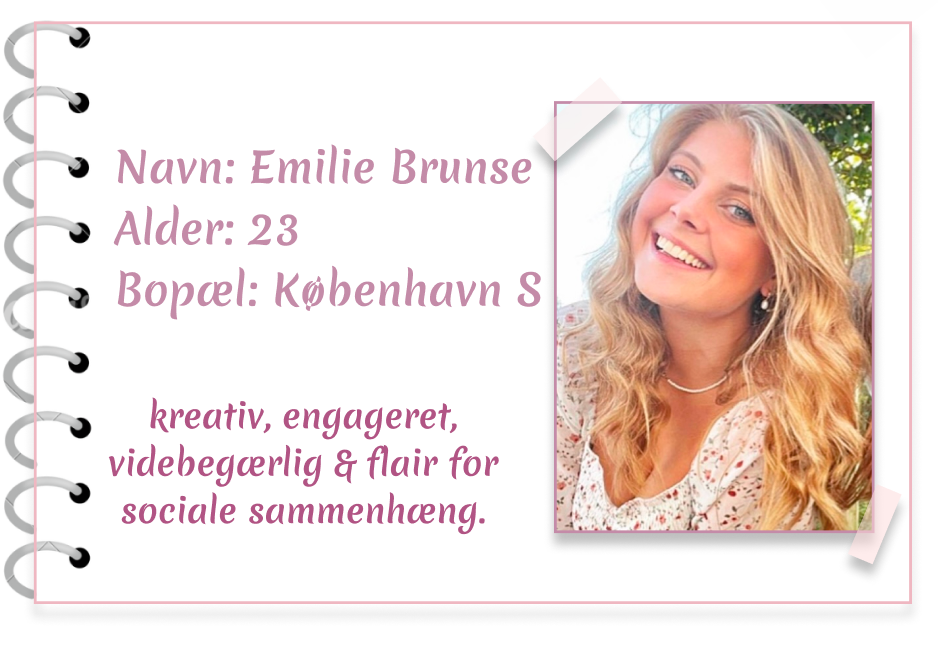 Navn: Emilie Brunse
Alder: 23
Bopæl: København S
kreativ, engageret,
videbegærlig & flair for
sociale sammenhæng.